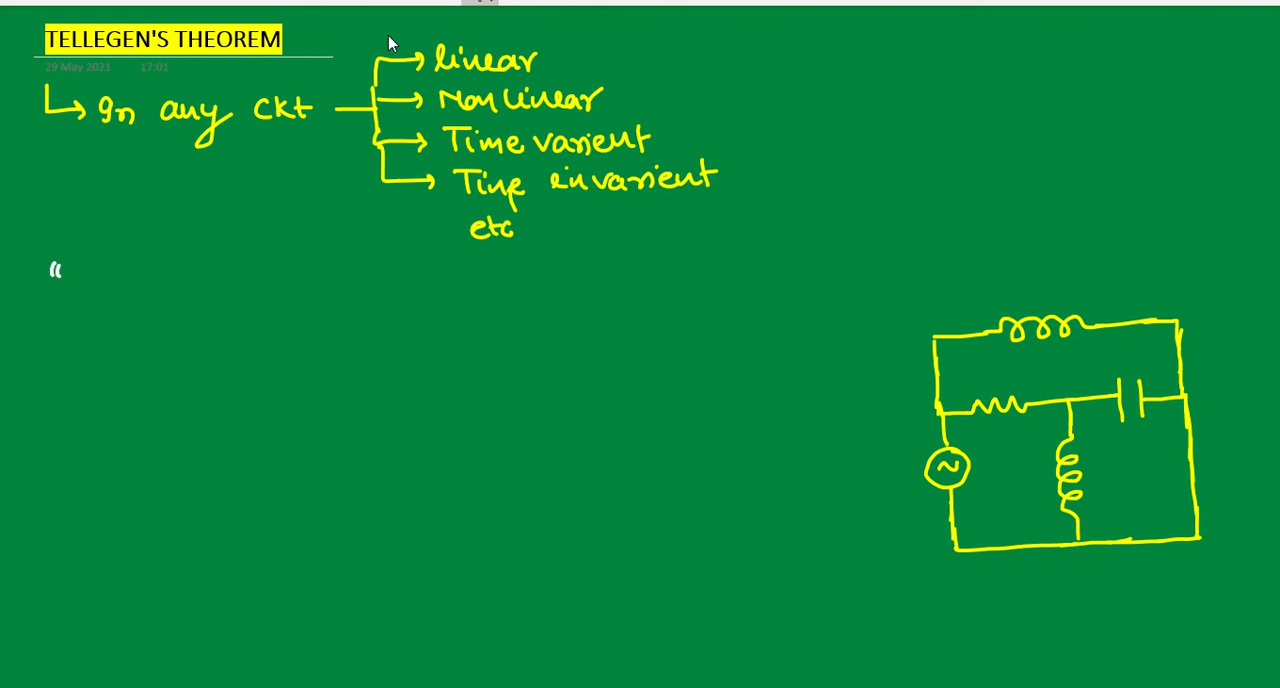 TELLEGEN'S THEOREM
29 May 2021 17:01
In any ckt
linear
Non linear
Time varient
Time invarient
etc
"
~